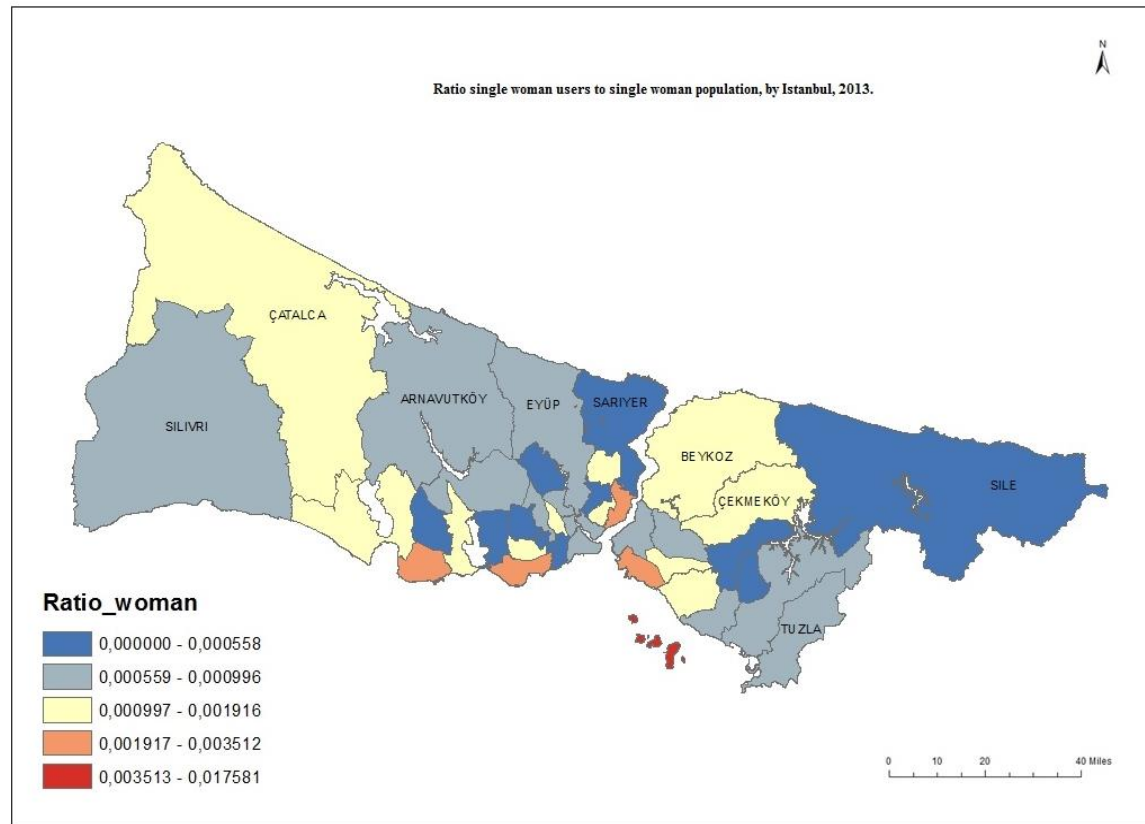 N
Ratio single woman users to single woman population, by Istanbul, 2013.
ÇATALCA
SILIVRI
ARNAVUTKÖY
EYÜP
SARIYER
BEYKOZ
ÇEKMEKÖY
SILE
TUZLA
Ratio_woman
0,000000 - 0,000558
0,000559 - 0,000996
0,000997 - 0,001916
0,001917 - 0,003512
0,003513 - 0,017581
0 10 20 40 Miles